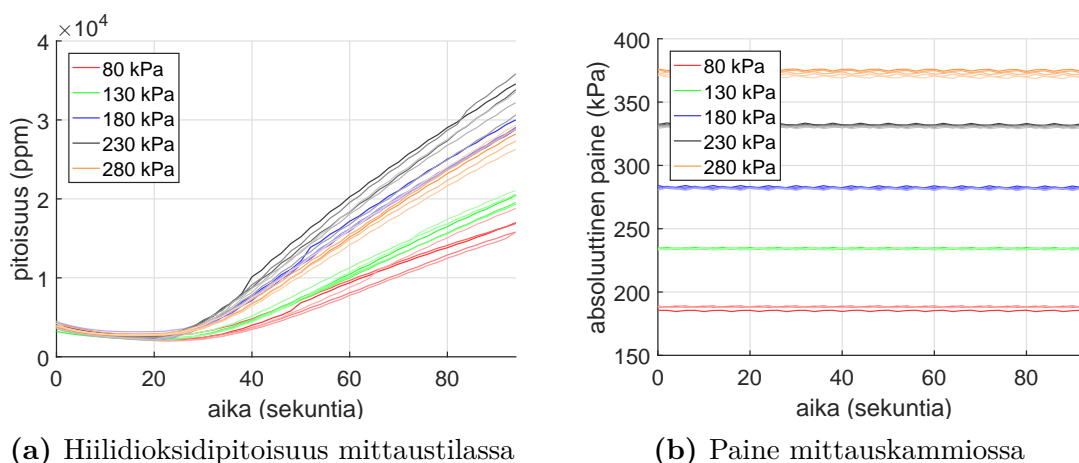 ×10⁴
4
3
2
1
0
0
20
40
60
80
pitoisuus (ppm)
aika (sekuntia)
80 kPa
130 kPa
180 kPa
230 kPa
280 kPa
(a) Hiilidioksidipitoisuus mittaustilassa
400
350
300
250
200
150
0
20
40
60
80
absoluuttinen paine (kPa)
aika (sekuntia)
80 kPa
130 kPa
180 kPa
230 kPa
280 kPa
(b) Paine mittauskammiossa